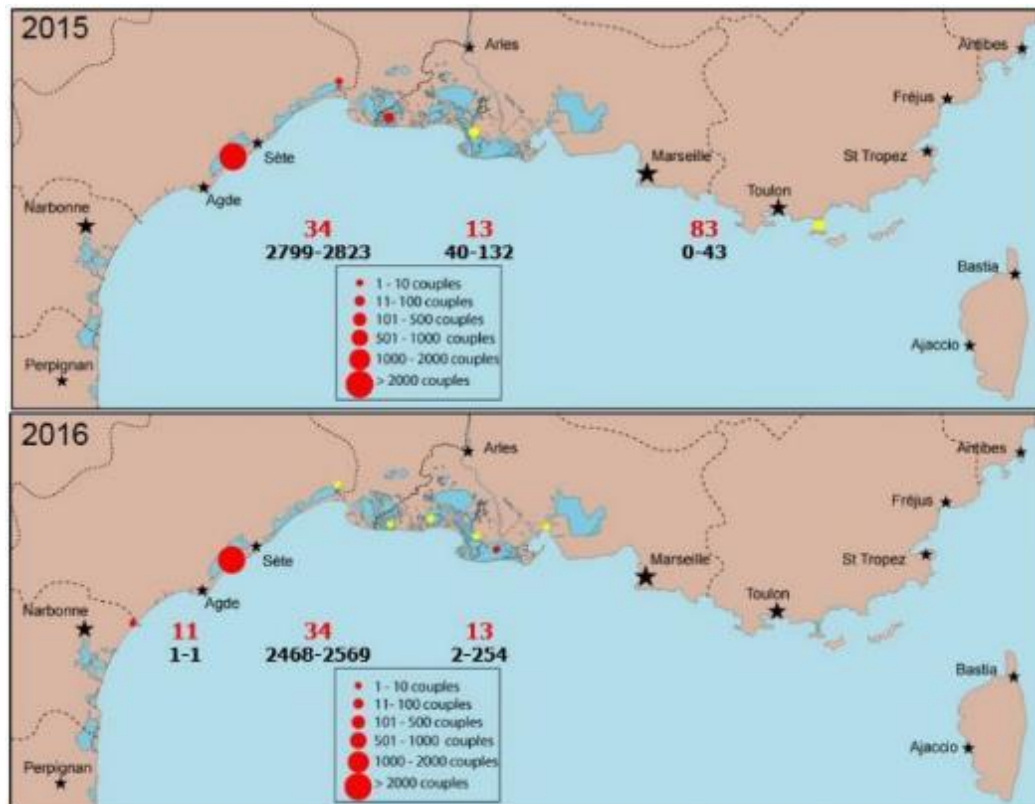 2015
Arles
Antibes
Fréjus
Sète
Marseille
St Tropez
Agde
Toulon
Narbonne
34
13
83
2799-2823
40-132
0-43
Bastia
1 - 10 couples
11- 100 couples
101 - 500 couples
501 - 1000 couples
Ajaccio
1000 - 2000 couples
Perpignan
> 2000 couples
2016
Arles
Antibes
Fréjus
Sète
Marseille
St Tropez
Agde
Toulon
Narbonne
11
34
13
1-1
2468-2569
2-254
Bastia
1 - 10 couples
11- 100 couples
101 - 500 couples
501 - 1000 couples
Ajaccio
1000 - 2000 couples
Perpignan
> 2000 couples